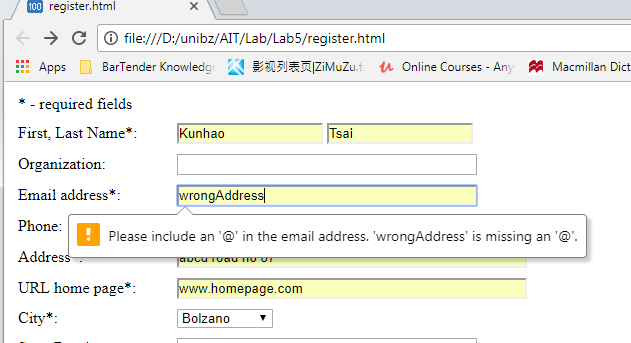 100 register.html
file:///D:/unibz/AIT/Lab/Lab5/register.html
Apps BarTender Knowledge 影视列表页|ZiMuZu.t Online Courses - Any Macmillan Dict
* - required fields
First, Last Name*: Kunhao Tsai
Organization:
Email address*: wrongAddress
Phone:
Please include an '@' in the email address. 'wrongAddress' is missing an '@'.
Address*: abcd road no 67
URL home page*: www.homepage.com
City*: Bolzano